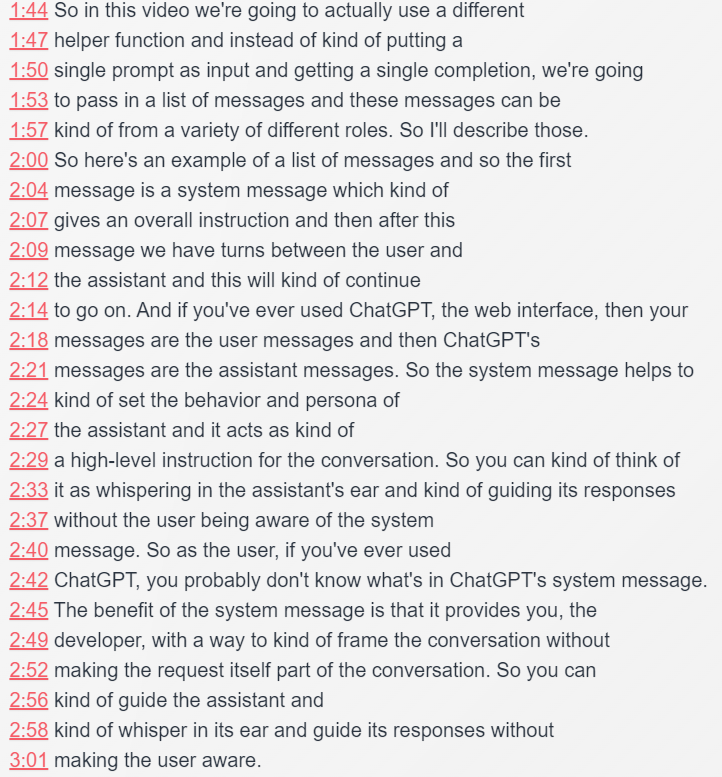 1:44 So in this video we're going to actually use a different
1:47 helper function and instead of kind of putting a
1:50 single prompt as input and getting a single completion, we're going
1:53 to pass in a list of messages and these messages can be
1:57 kind of from a variety of different roles. So I'll describe those.
2:00 So here's an example of a list of messages and so the first
2:04 message is a system message which kind of
2:07 gives an overall instruction and then after this
2:09 message we have turns between the user and
2:12 the assistant and this will kind of continue
2:14 to go on. And if you've ever used ChatGPT, the web interface, then your
2:18 messages are the user messages and then ChatGPT's
2:21 messages are the assistant messages. So the system message helps to
2:24 kind of set the behavior and persona of
2:27 the assistant and it acts as kind of
2:29 a high-level instruction for the conversation. So you can kind of think of
2:33 it as whispering in the assistant's ear and kind of guiding its responses
2:37 without the user being aware of the system
2:40 message. So as the user, if you've ever used
2:42 ChatGPT, you probably don't know what's in ChatGPT's system message.
2:45 The benefit of the system message is that it provides you, the
2:49 developer, with a way to kind of frame the conversation without
2:52 making the request itself part of the conversation. So you can
2:56 kind of guide the assistant and
2:58 kind of whisper in its ear and guide its responses without
3:01 making the user aware.